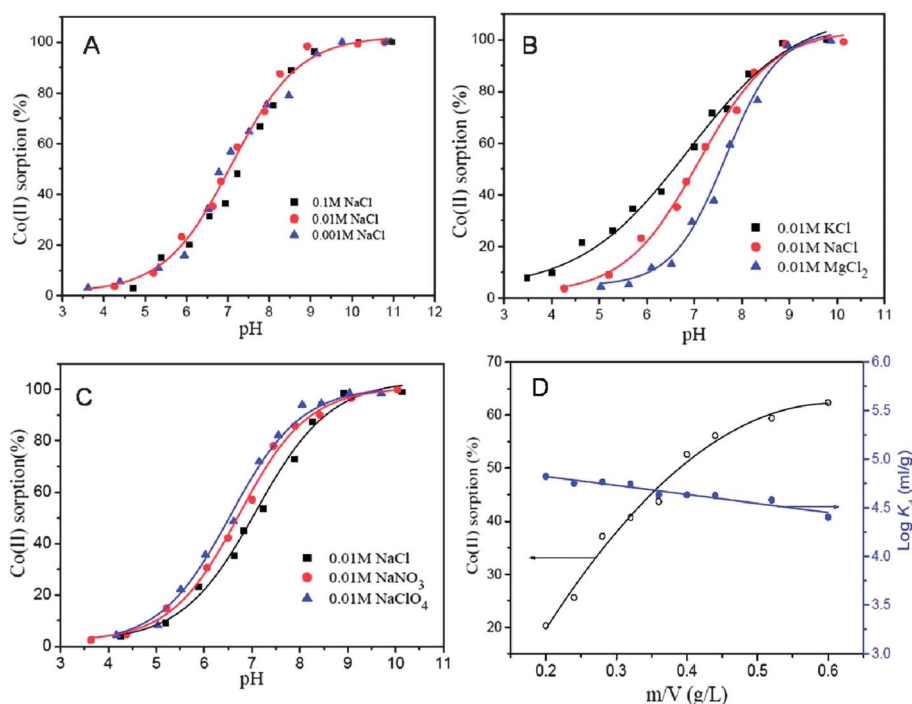 A
Co(II) sorption (%)
100
80
60
40
20
0
0.1M NaCl
0.01M NaCl
0.001M NaCl
3 4 5 6 7 8 9 10 11 12
pH
B
Co(II) sorption (%)
100
80
60
40
20
0
0.01M KCl
0.01M NaCl
0.01M MgCl₂
3 4 5 6 7 8 9 10 11
pH
C
Co(II) sorption(%)
100
80
60
40
20
0
0.01M NaCl
0.01M NaNO₃
0.01M NaClO₄
3 4 5 6 7 8 9 10 11
pH
D
Co(II) sorption (%)
70
60
50
40
30
20
6.0
5.5
5.0
4.5
4.0
3.5
3.0
Log K (ml/g)
0.2 0.3 0.4 0.5 0.6
m/V (g/L)